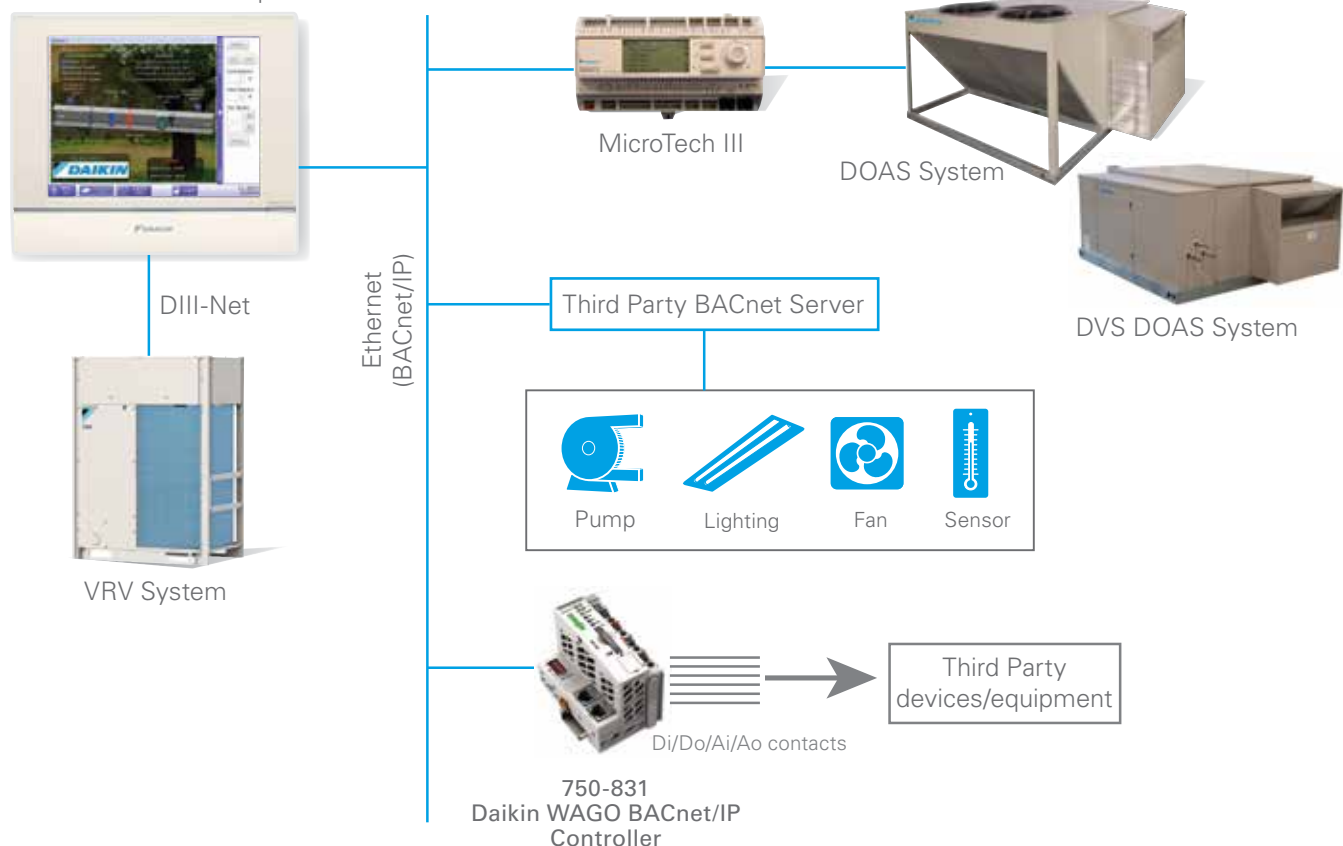 MicroTech III
DOAS System
DAIKIN
DAIKIN
DIII-Net
Ethernet
(BACnet/IP)
Third Party BACnet Server
DVS DOAS System
Pump
Lighting
Fan
Sensor
VRV System
Third Party
devices/equipment
Di/Do/Ai/Ao contacts
750-831
Daikin WAGO BACnet/IP
Controller